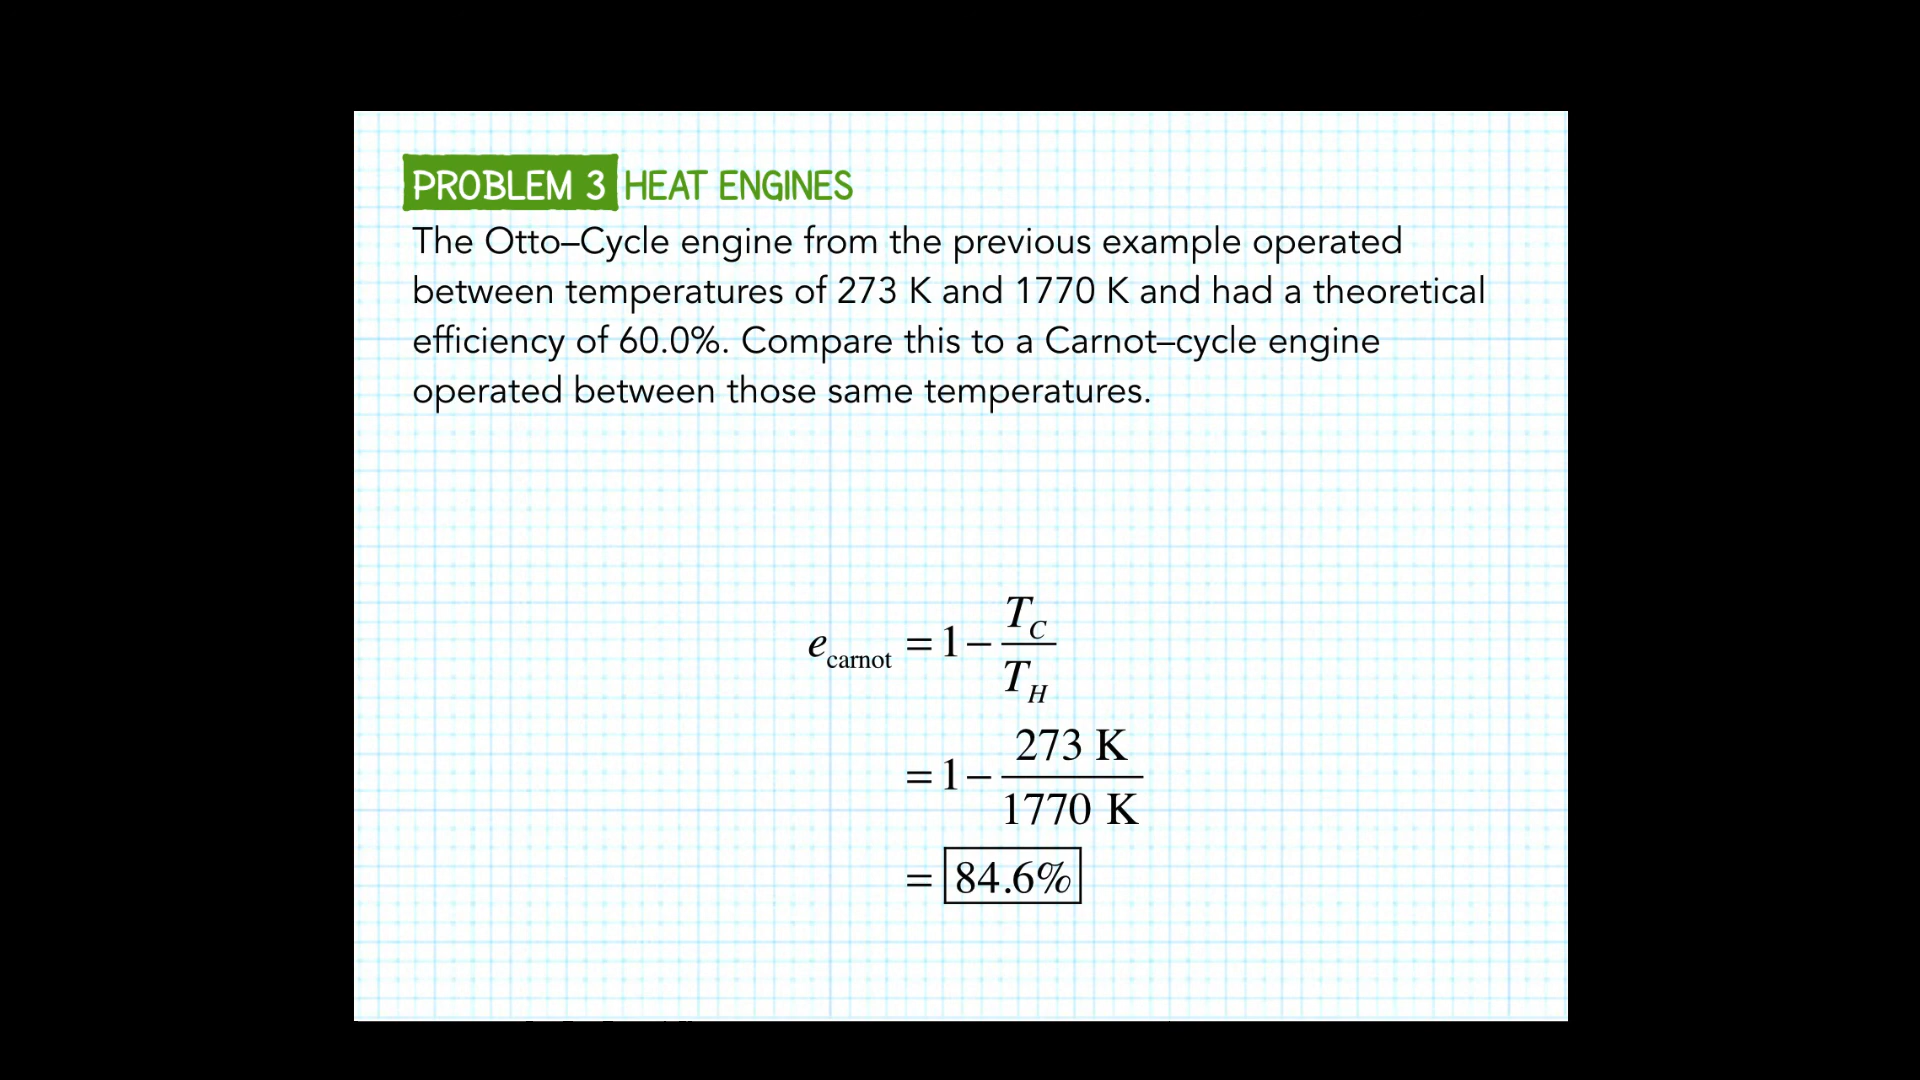 PROBLEM 3 HEAT ENGINES
The Otto–Cycle engine from the previous example operated
between temperatures of 273 K and 1770 K and had a theoretical
efficiency of 60.0%. Compare this to a Carnot–cycle engine
operated between those same temperatures.
e_carnot = 1 − T_C / T_H
= 1 − 273 K / 1770 K
= 84.6%